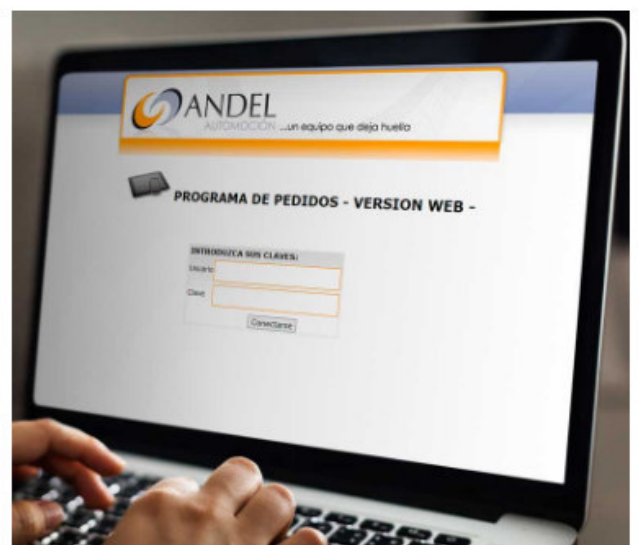 ANDEL
AUTOMOCIÓN ...un equipo que deja huella
PROGRAMA DE PEDIDOS - VERSION WEB -
INTRODUZCA SUS CLAVES:
Usuario
Clave
Conectarse